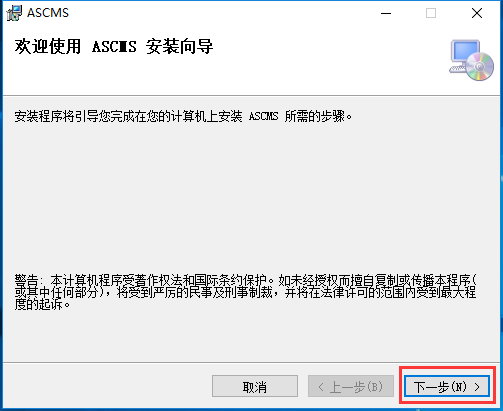 ASCMS
欢迎使用 ASCMS 安装向导
安装程序将引导您完成在您的计算机上安装 ASCMS 所需的步骤。
警告: 本计算机程序受著作权法和国际条约保护。如未经授权而擅自复制或传播本程序(
或其中任何部分)，将受到严厉的民事及刑事制裁，并将在法律许可的范围内受到最大程
度的起诉。
取消
< 上一步(B)
下一步(N) >